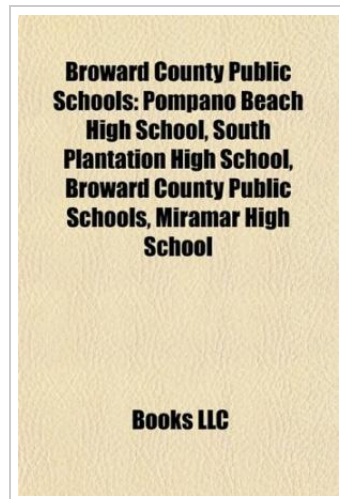 Broward County Public
Schools: Pompano Beach
High School, South
Plantation High School,
Broward County Public
Schools, Miramar High
School
Books LLC